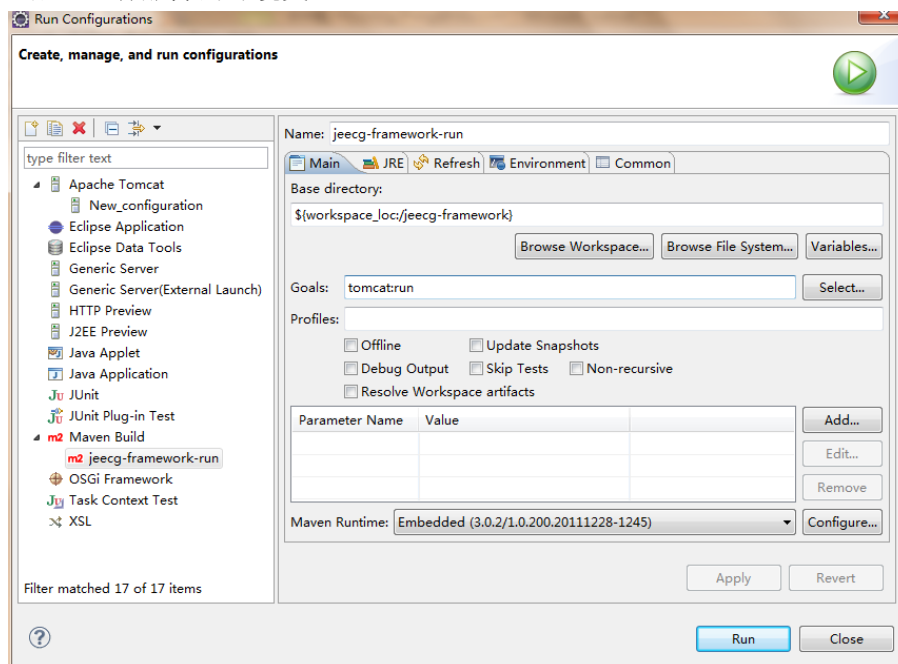 Run Configurations
Create, manage, and run configurations
type filter text
Apache Tomcat
New_configuration
Eclipse Application
Eclipse Data Tools
Generic Server
Generic Server(External Launch)
HTTP Preview
J2EE Preview
Java Applet
Java Application
Ju JUnit
JUnit Plug-in Test
m2 Maven Build
m2 jeecg-framework-run
OSGi Framework
Task Context Test
XSL
Filter matched 17 of 17 items
Name: jeecg-framework-run
Main JRE Refresh Environment Common
Base directory:
${workspace_loc:/jeecg-framework}
Browse Workspace... Browse File System... Variables...
Goals: tomcat:run Select...
Profiles:
Offline Update Snapshots
Debug Output Skip Tests Non-recursive
Resolve Workspace artifacts
Parameter Name Value Add...
Edit...
Remove
Maven Runtime: Embedded (3.0.2/1.0.200.20111228-1245) Configure...
Apply Revert
? Run Close